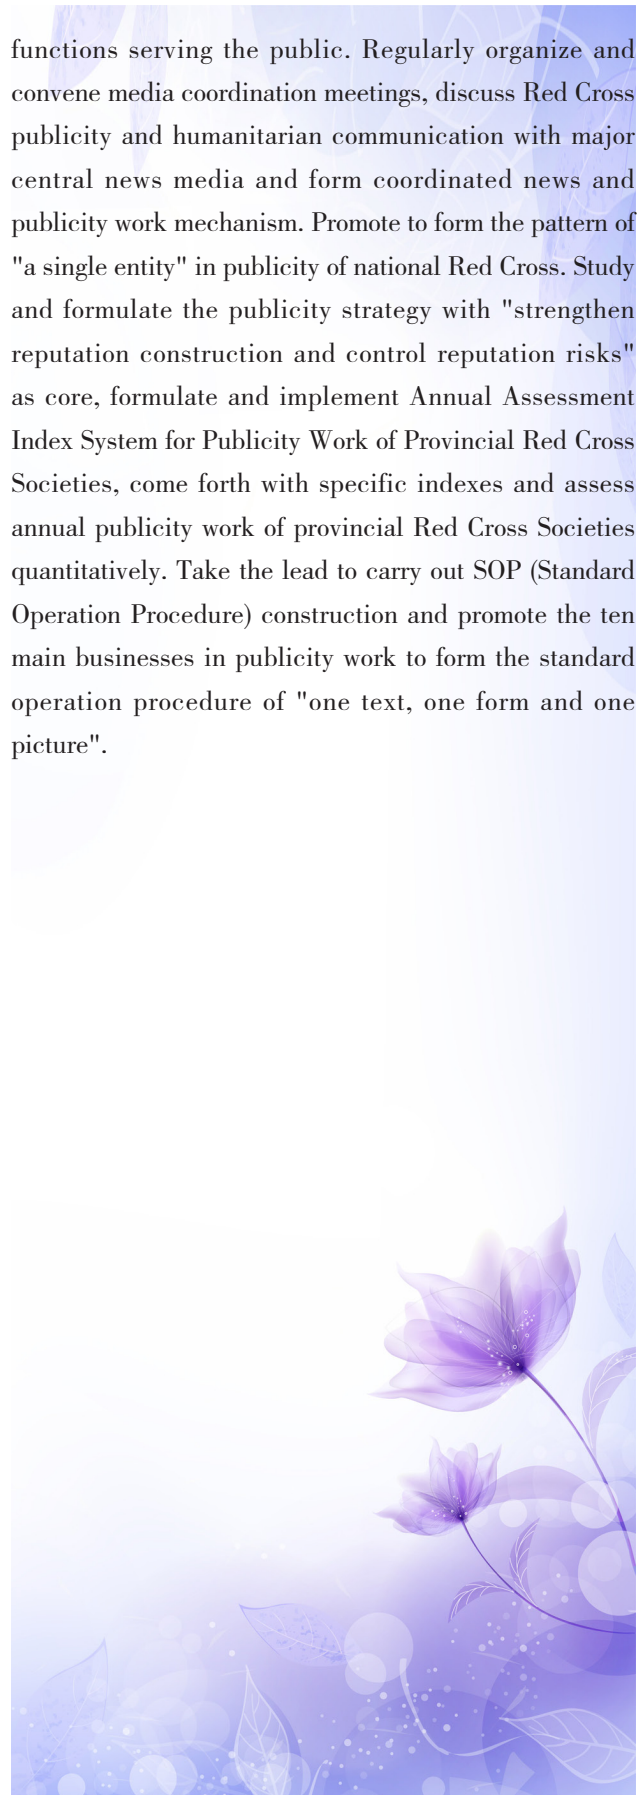 functions serving the public. Regularly organize and
convene media coordination meetings, discuss Red Cross
publicity and humanitarian communication with major
central news media and form coordinated news and
publicity work mechanism. Promote to form the pattern of
"a single entity" in publicity of national Red Cross. Study
and formulate the publicity strategy with "strengthen
reputation construction and control reputation risks"
as core, formulate and implement Annual Assessment
Index System for Publicity Work of Provincial Red Cross
Societies, come forth with specific indexes and assess
annual publicity work of provincial Red Cross Societies
quantitatively. Take the lead to carry out SOP (Standard
Operation Procedure) construction and promote the ten
main businesses in publicity work to form the standard
operation procedure of "one text, one form and one
picture".